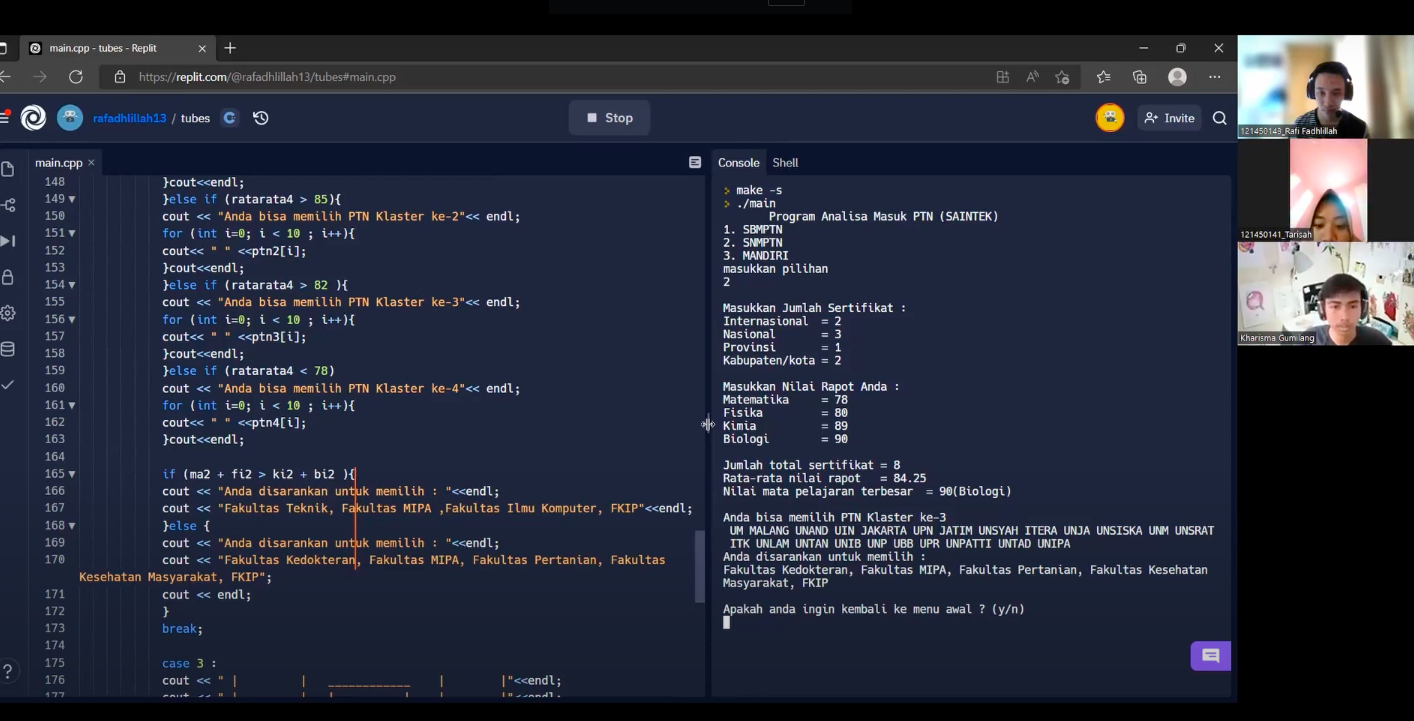 main.cpp - tubes - Replit
https://replit.com/@rafadhlillah13/tubes#main.cpp
rafadhlillah13 / tubes
Stop
Invite
main.cpp
148 }cout<<endl;
149 }else if (ratarata4 > 85){
150 cout << "Anda bisa memilih PTN Klaster ke-2"<< endl;
151 for (int i=0; i < 10 ; i++){
152 cout<< " " <<ptn2[i];
153 }cout<<endl;
154 }else if (ratarata4 > 82 ){
155 cout << "Anda bisa memilih PTN Klaster ke-3"<< endl;
156 for (int i=0; i < 10 ; i++){
157 cout<< " " <<ptn3[i];
158 }cout<<endl;
159 }else if (ratarata4 < 78)
160 cout << "Anda bisa memilih PTN Klaster ke-4"<< endl;
161 for (int i=0; i < 10 ; i++){
162 cout<< " " <<ptn4[i];
163 }cout<<endl;
164
165 if (ma2 + fi2 > ki2 + bi2 ){
166 cout << "Anda disarankan untuk memilih : "<<endl;
167 cout << "Fakultas Teknik, Fakultas MIPA ,Fakultas Ilmu Komputer, FKIP"<<endl;
168 }else {
169 cout << "Anda disarankan untuk memilih : "<<endl;
170 cout << "Fakultas Kedokteran, Fakultas MIPA, Fakultas Pertanian, Fakultas
Kesehatan Masyarakat, FKIP";
171 cout << endl;
172 }
173 break;
174
175 case 3 :
176 cout << " | | ____________ | |"<<endl;
177 cout << " | | | | | |"<<endl;
Console Shell
> make -s
> ./main
Program Analisa Masuk PTN (SAINTEK)
1. SBMPTN
2. SNMPTN
3. MANDIRI
masukkan pilihan
2
Masukkan Jumlah Sertifikat :
Internasional = 2
Nasional = 3
Provinsi = 1
Kabupaten/kota = 2
Masukkan Nilai Rapot Anda :
Matematika = 78
Fisika = 80
Kimia = 89
Biologi = 90
Jumlah total sertifikat = 8
Rata-rata nilai rapot = 84.25
Nilai mata pelajaran terbesar = 90(Biologi)
Anda bisa memilih PTN Klaster ke-3
UM MALANG UNAND UIN JAKARTA UPN JATIM UNSYAH ITERA UNJA UNSISKA UNM UNSRAT
ITK UNLAM UNTAN UNIB UNP UBB UPR UNPATTI UNTAD UNIPA
Anda disarankan untuk memilih :
Fakultas Kedokteran, Fakultas MIPA, Fakultas Pertanian, Fakultas Kesehatan
Masyarakat, FKIP
Apakah anda ingin kembali ke menu awal ? (y/n)
121450143_Rafi Fadhlillah
121450141_Tarisah
Kharisma Gumilang